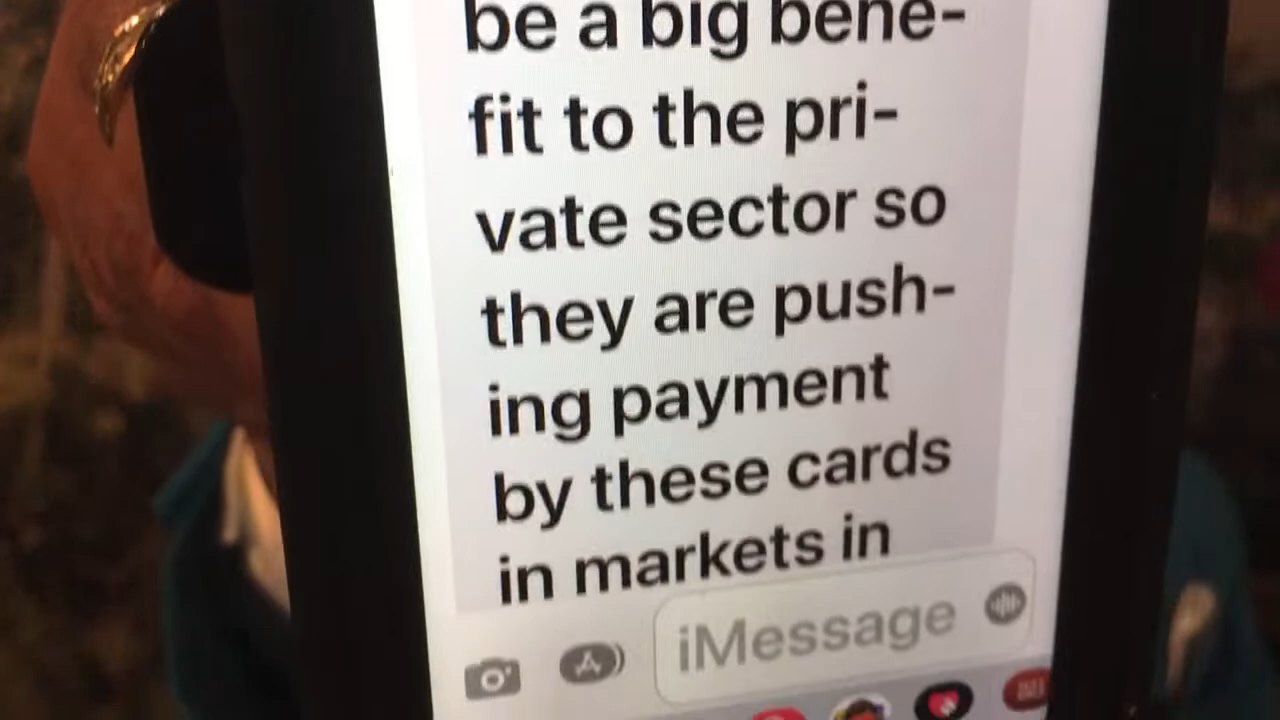 be a big bene-
fit to the pri-
vate sector so
they are push-
ing payment
by these cards
in markets in
iMessage